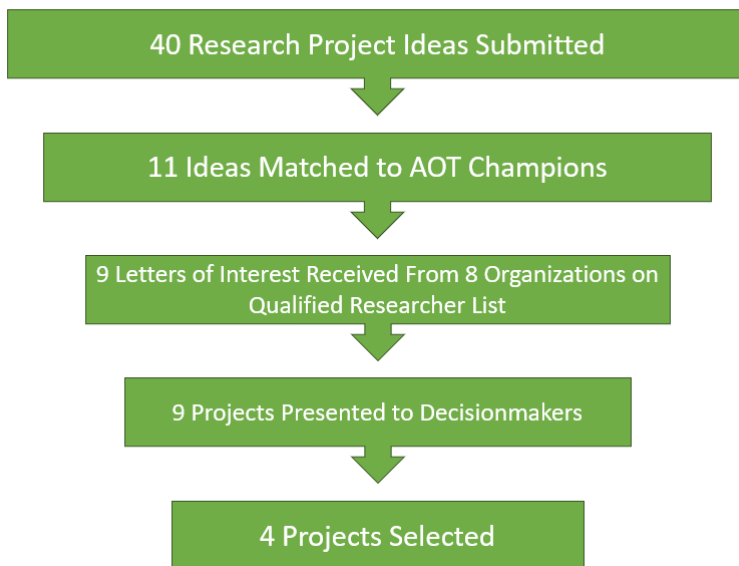 40 Research Project Ideas Submitted
11 Ideas Matched to AOT Champions
9 Letters of Interest Received From 8 Organizations on
Qualified Researcher List
9 Projects Presented to Decisionmakers
4 Projects Selected